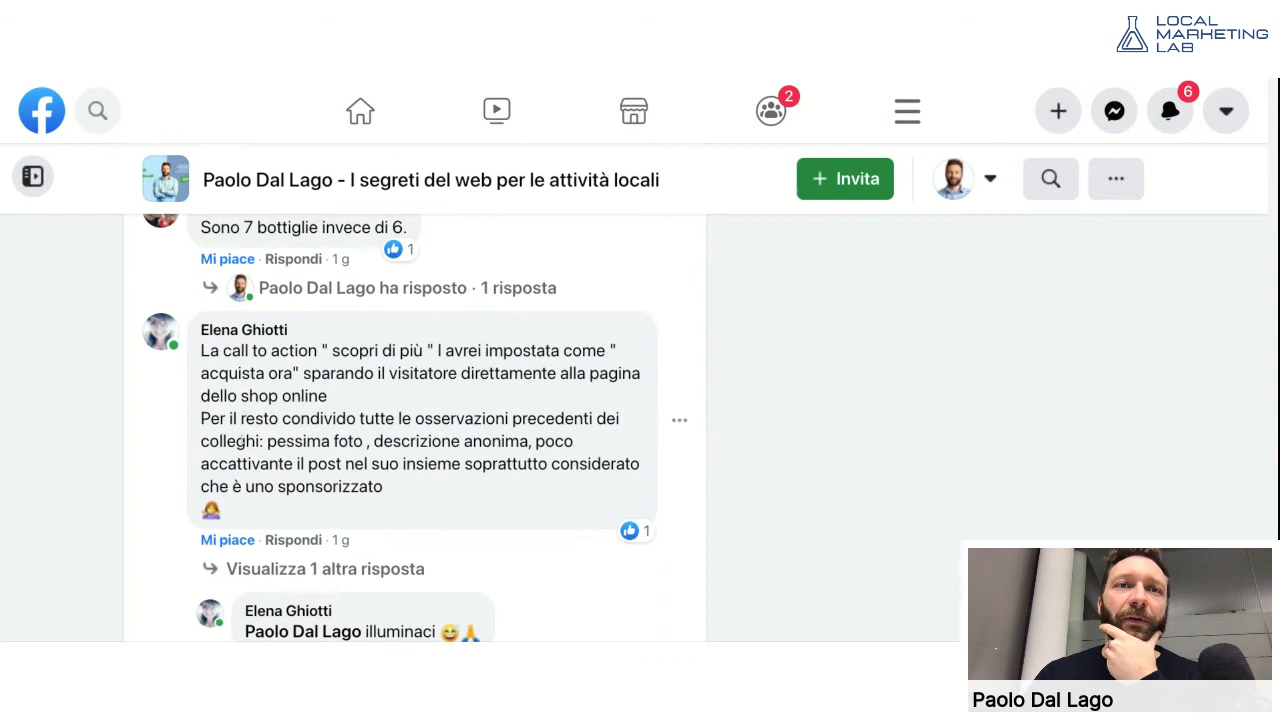 LOCAL
MARKETING
LAB
2
6
Paolo Dal Lago - I segreti del web per le attività locali
+ Invita
Sono 7 bottiglie invece di 6.
1
Mi piace · Rispondi · 1 g
Paolo Dal Lago ha risposto · 1 risposta
Elena Ghiotti
La call to action " scopri di più " l avrei impostata come "
acquista ora" sparando il visitatore direttamente alla pagina
dello shop online
Per il resto condivido tutte le osservazioni precedenti dei
colleghi: pessima foto , descrizione anonima, poco
accattivante il post nel suo insieme soprattutto considerato
che è uno sponsorizzato
1
Mi piace · Rispondi · 1 g
Visualizza 1 altra risposta
Elena Ghiotti
Paolo Dal Lago illuminaci 😅🙏
Paolo Dal Lago